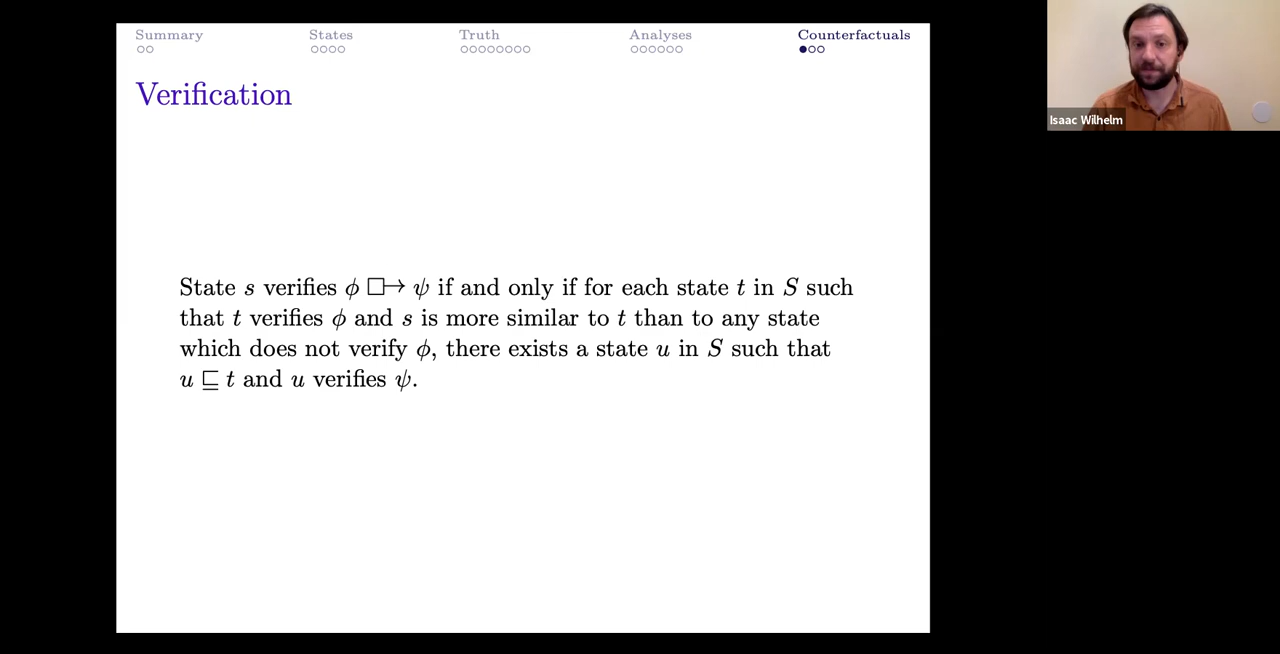 Summary States Truth Analyses Counterfactuals
Verification
State s verifies ϕ □→ ψ if and only if for each state t in S such
that t verifies ϕ and s is more similar to t than to any state
which does not verify ϕ, there exists a state u in S such that
u ⊑ t and u verifies ψ.
Isaac Wilhelm